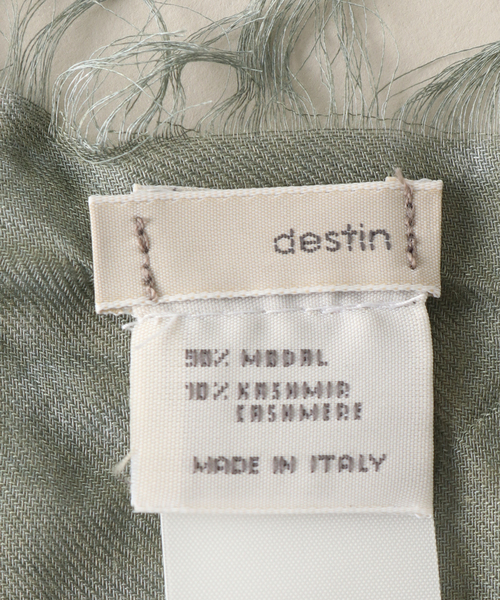 destin
90% MODAL
10% KASHMIR
CASHMERE
MADE IN ITALY